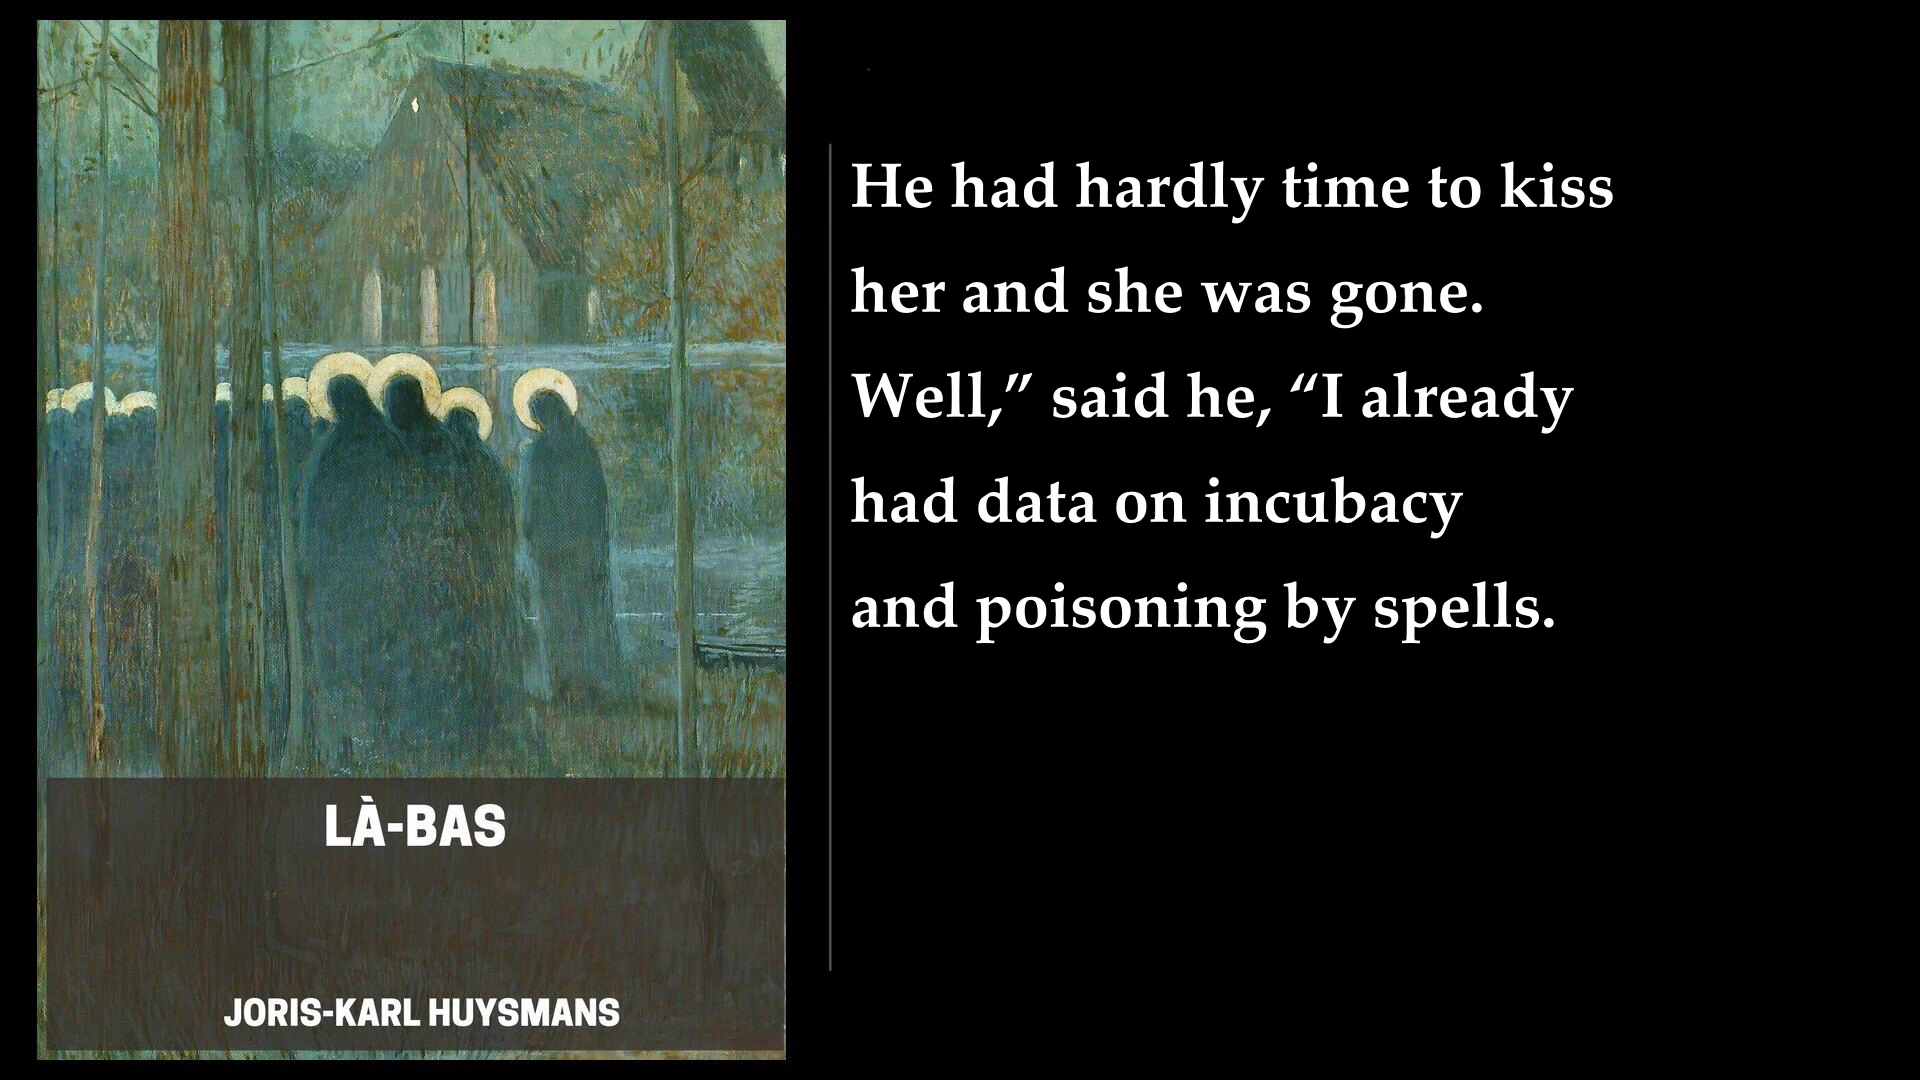 LÀ-BAS
JORIS-KARL HUYSMANS
He had hardly time to kiss
her and she was gone.
Well,” said he, “I already
had data on incubacy
and poisoning by spells.